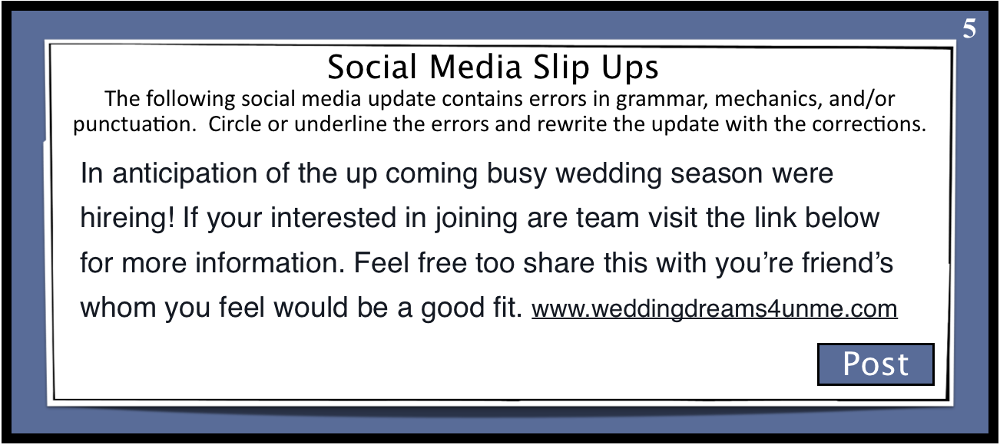 5
Social Media Slip Ups
The following social media update contains errors in grammar, mechanics, and/or
punctuation. Circle or underline the errors and rewrite the update with the corrections.
In anticipation of the up coming busy wedding season were
hireing! If your interested in joining are team visit the link below
for more information. Feel free too share this with you’re friend’s
whom you feel would be a good fit. www.weddingdreams4unme.com
Post